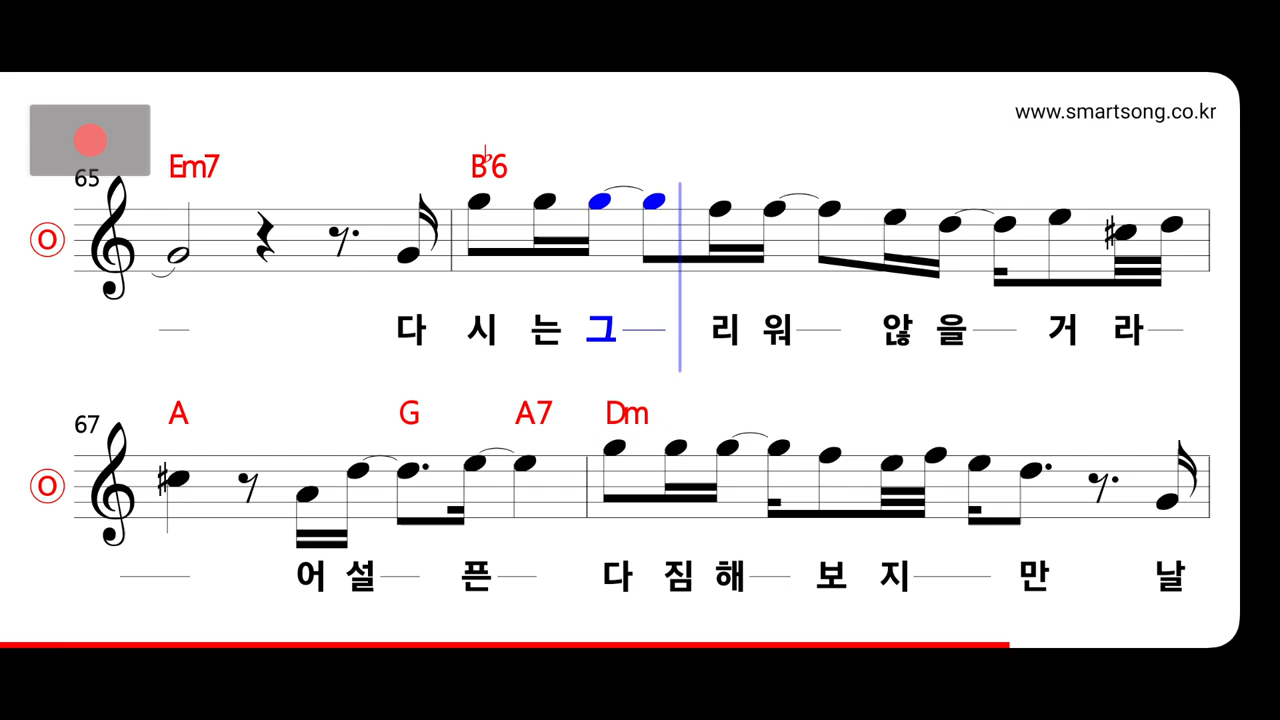 www.smartsong.co.kr
65 Em7 B♭6
O
다 시 는 그 리 워 않 을 거 라
67 A G A7 Dm
O
어 설 픈 다 짐 해 보 지 만 날